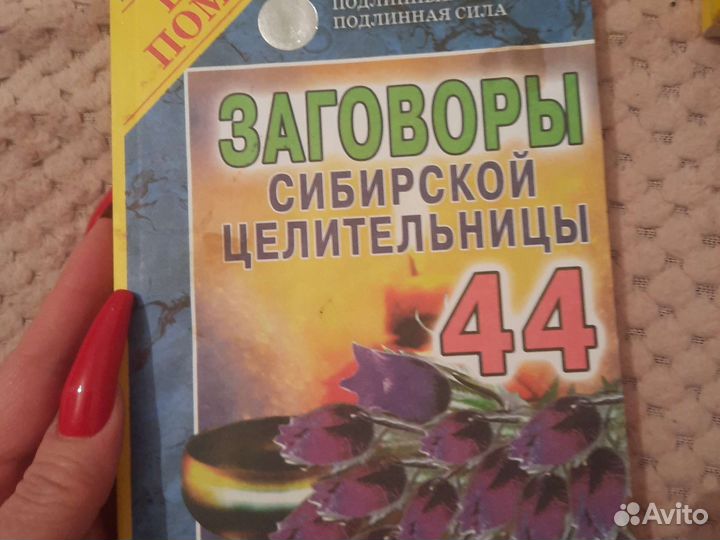 ПОДЛИННАЯ СИЛА
ЗАГОВОРЫ
СИБИРСКОЙ
ЦЕЛИТЕЛЬНИЦЫ
44
Avito